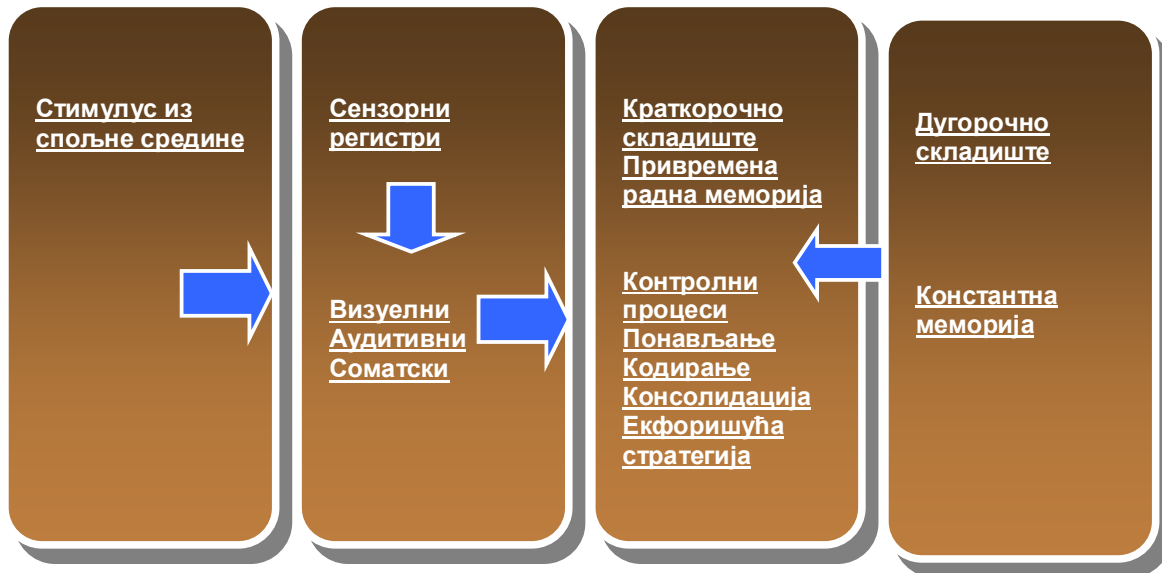 Стимулус из
спољне средине
Сензорни
регистри
Визуелни
Аудитивни
Соматски
Краткорочно
складиште
Привремена
радна меморија
Контролни
процеси
Понављање
Кодирање
Консолидација
Екфоришућа
стратегија
Дугорочно
складиште
Константна
меморија